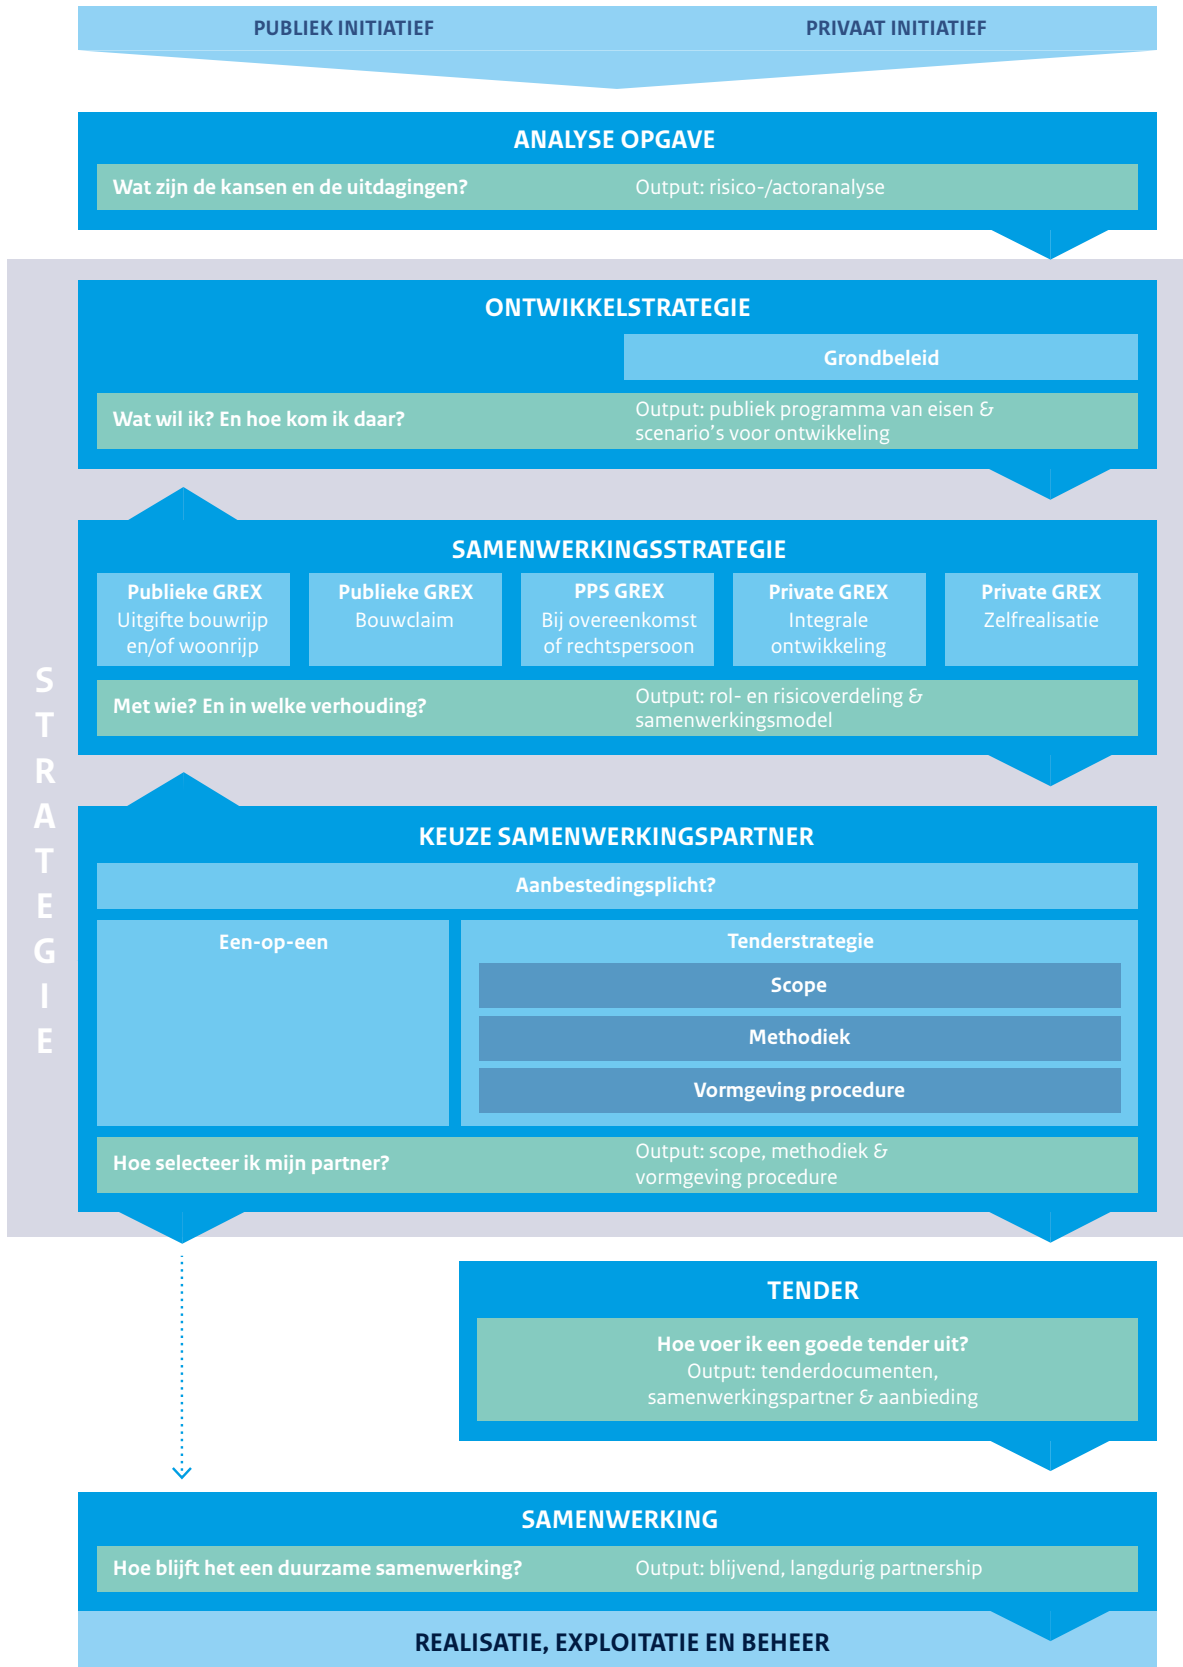 PUBLIEK INITIATIEF
PRIVAAT INITIATIEF
ANALYSE OPGAVE
Wat zijn de kansen en de uitdagingen?
Output: risico-/actoranalyse
STRATEGIE
ONTWIKKELSTRATEGIE
Grondbeleid
Wat wil ik? En hoe kom ik daar?
Output: publiek programma van eisen &
scenario’s voor ontwikkeling
SAMENWERKINGSSTRATEGIE
Publieke GREX
Uitgifte bouwrijp
en/of woonrijp
Publieke GREX
Bouwclaim
PPS GREX
Bij overeenkomst
of rechtspersoon
Private GREX
Integrale
ontwikkeling
Private GREX
Zelfrealisatie
Met wie? En in welke verhouding?
Output: rol- en risicoverdeling &
samenwerkingsmodel
KEUZE SAMENWERKINGSPARTNER
Aanbestedingsplicht?
Een-op-een
Tenderstrategie
Scope
Methodiek
Vormgeving procedure
Hoe selecteer ik mijn partner?
Output: scope, methodiek &
vormgeving procedure
TENDER
Hoe voer ik een goede tender uit?
Output: tenderdocumenten,
samenwerkingspartner & aanbieding
SAMENWERKING
Hoe blijft het een duurzame samenwerking?
Output: blijvend, langdurig partnership
REALISATIE, EXPLOITATIE EN BEHEER